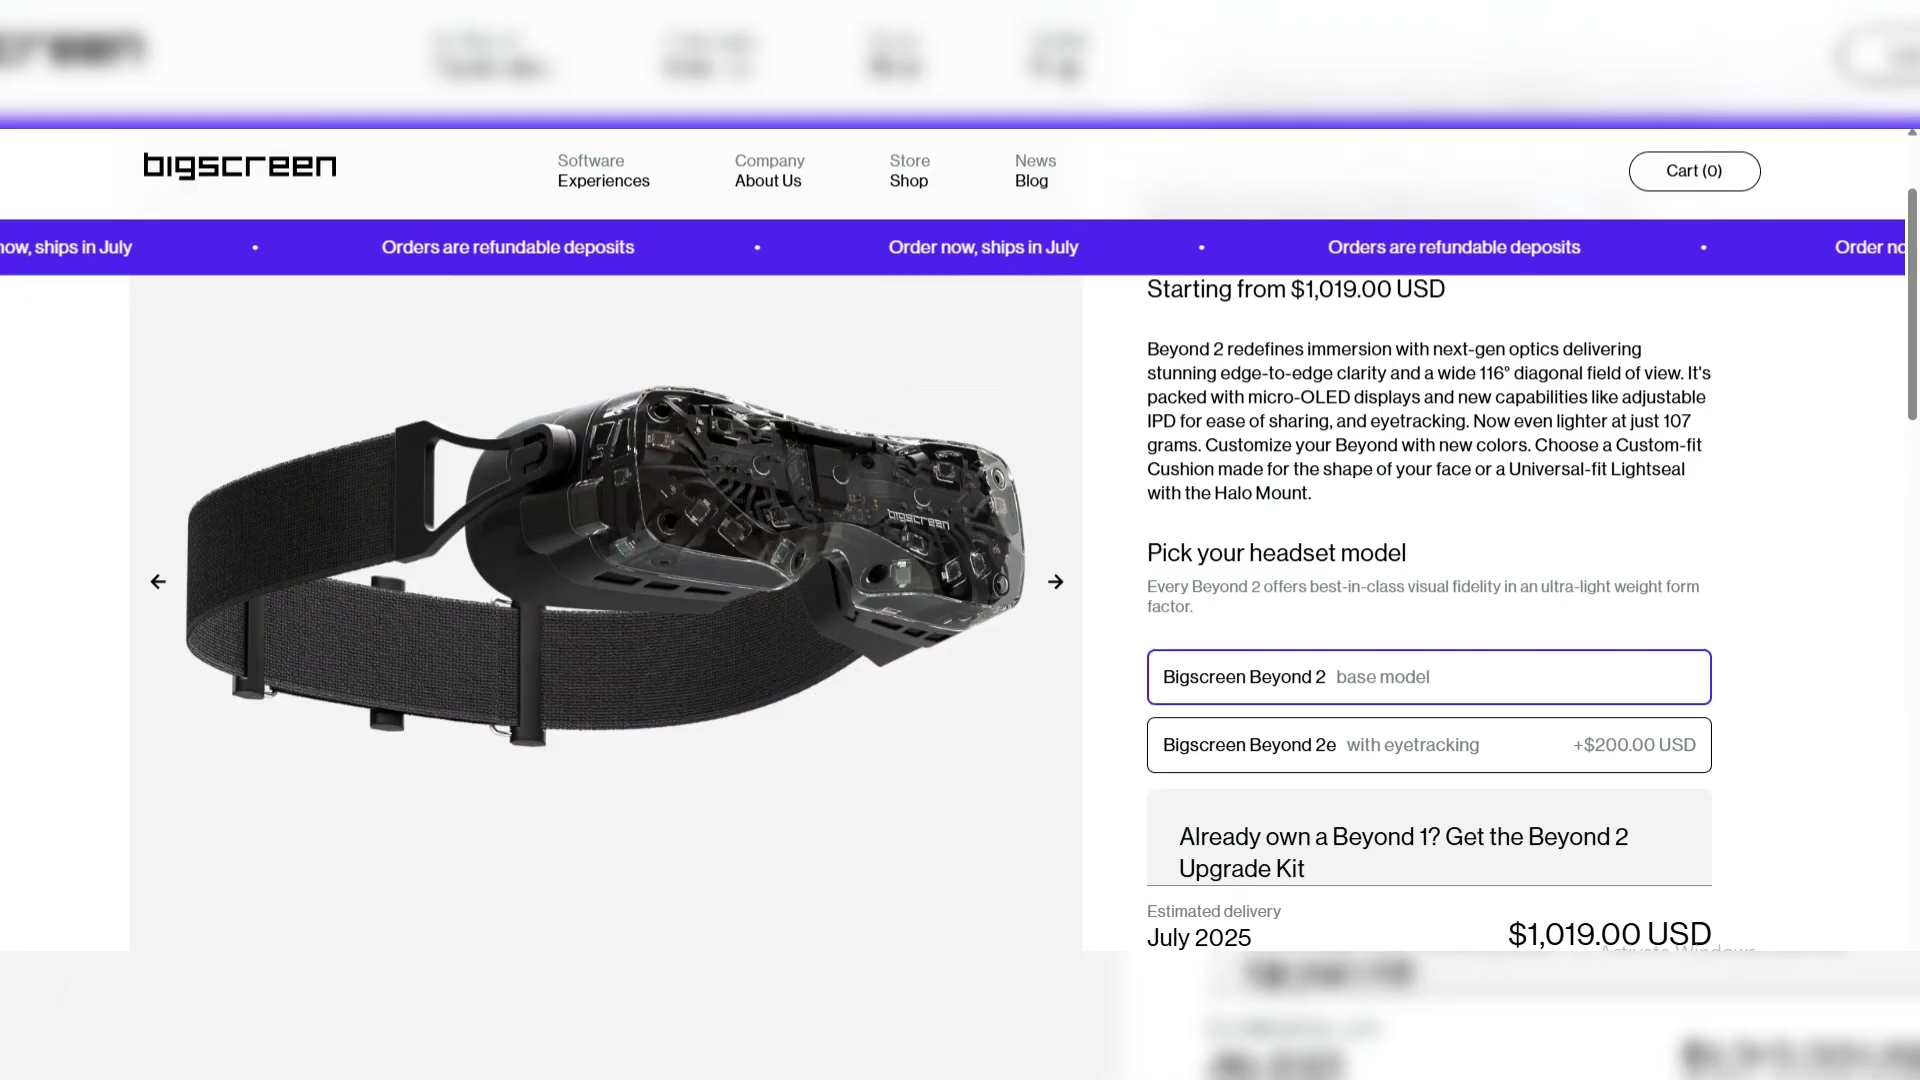 bigscreen
Software
Experiences
Company
About Us
Store
Shop
News
Blog
Cart (0)
now, ships in July • Orders are refundable deposits • Order now, ships in July • Orders are refundable deposits • Order
Starting from $1,019.00 USD
Beyond 2 redefines immersion with next-gen optics delivering
stunning edge-to-edge clarity and a wide 116° diagonal field of view. It's
packed with micro-OLED displays and new capabilities like adjustable
IPD for ease of sharing, and eyetracking. Now even lighter at just 107
grams. Customize your Beyond with new colors. Choose a Custom-fit
Cushion made for the shape of your face or a Universal-fit Lightseal
with the Halo Mount.
bigscreen
Pick your headset model
Every Beyond 2 offers best-in-class visual fidelity in an ultra-light weight form
factor.
Bigscreen Beyond 2 base model
Bigscreen Beyond 2e with eyetracking +$200.00 USD
Already own a Beyond 1? Get the Beyond 2
Upgrade Kit
Estimated delivery
July 2025
$1,019.00 USD
Activate Windows